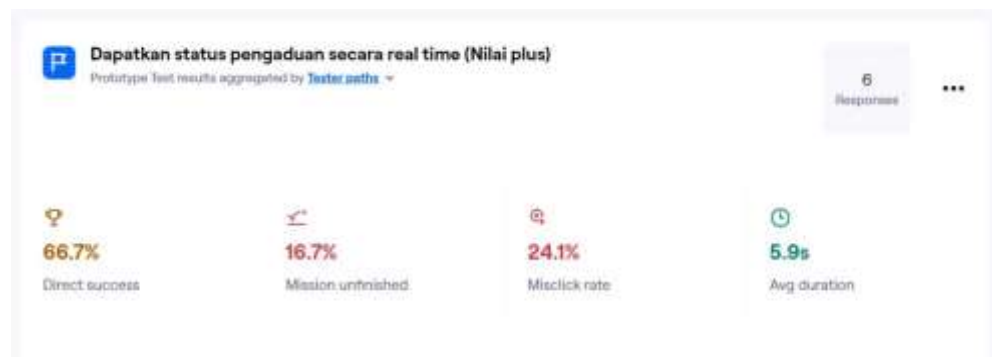 Dapatkan status pengaduan secara real time (Nilai plus)
Prototype Test results aggregated by Tester paths
6
Responses
66.7%
Direct success
16.7%
Mission unfinished
24.1%
Misclick rate
5.9s
Avg duration